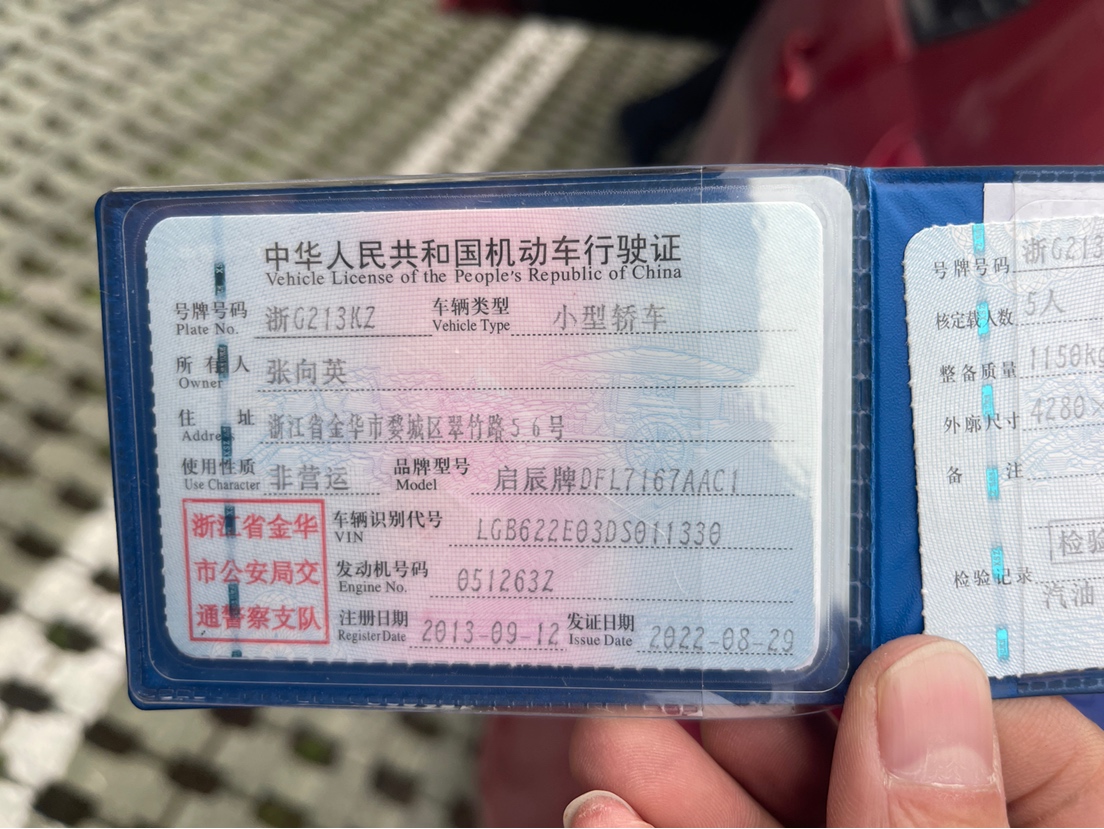 中华人民共和国机动车行驶证
Vehicle License of the People's Republic of China
号牌号码 浙G213KZ 车辆类型 小型轿车
Plate No. Vehicle Type
所有人 张向英
Owner
住址 浙江省金华市婺城区翠竹路56号
Address
使用性质 非营运 品牌型号 启辰牌DFL7167AAC1
Use Character Model
浙江省金华
市公安局交
通警察支队
车辆识别代号 LGB622E03DS011330
VIN
发动机号码 051263Z
Engine No.
注册日期 2013-09-12 发证日期 2022-08-29
Register Date Issue Date
号牌号码 浙G213
核定载人数 5人
整备质量 1150kg
外廓尺寸 4280×
备注
检验
检验记录 汽油